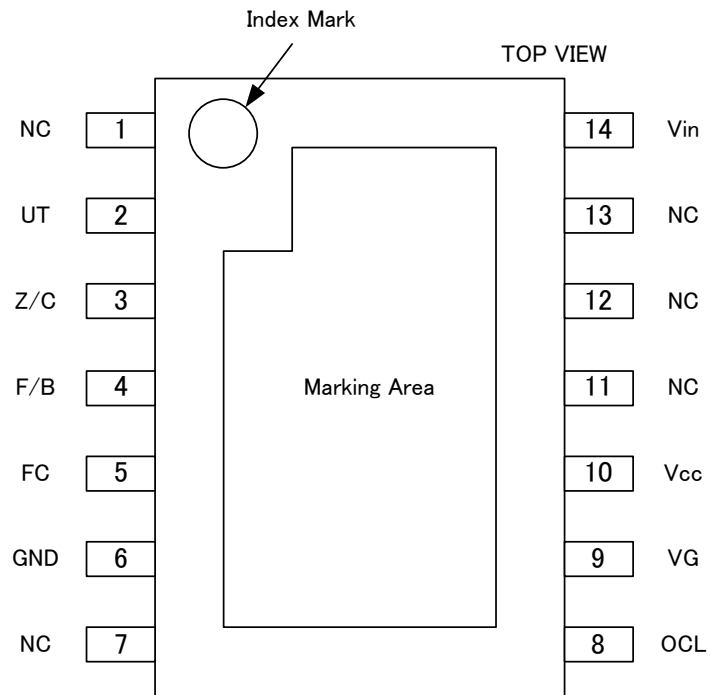 Index Mark
TOP VIEW
NC 1 14 Vin
UT 2 13 NC
Z/C 3 12 NC
F/B 4 Marking Area 11 NC
FC 5 10 Vcc
GND 6 9 VG
NC 7 8 OCL